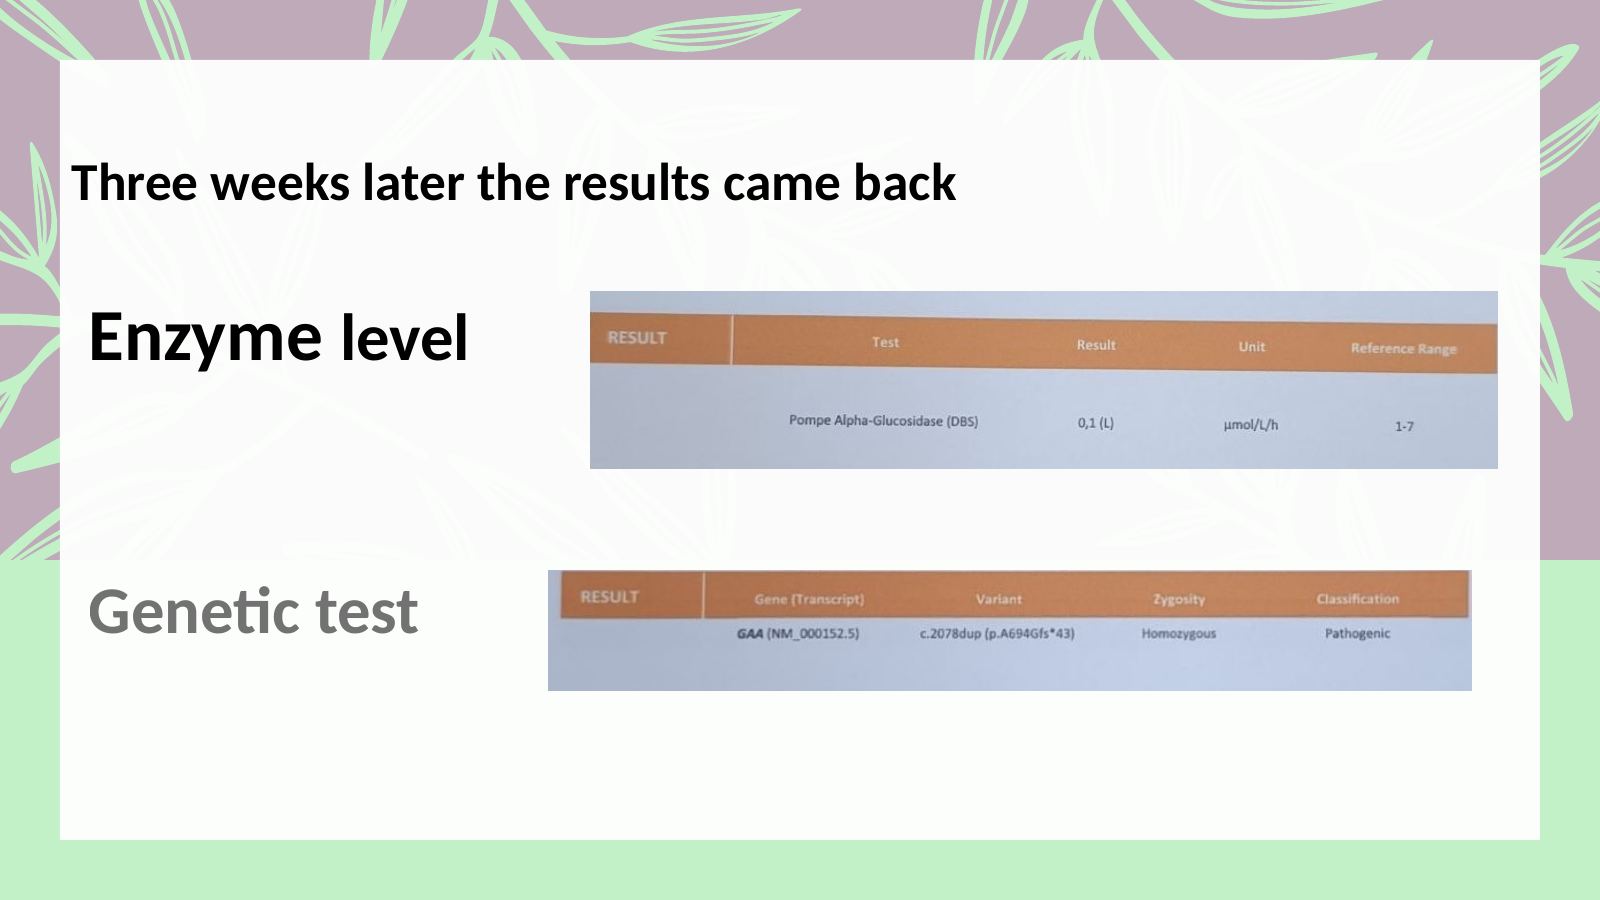 Three weeks later the results came back
Enzyme level
RESULT Test Result Unit Reference Range
Pompe Alpha-Glucosidase (DBS) 0,1 (L) µmol/L/h 1-7
Genetic test
RESULT Gene (Transcript) Variant Zygosity Classification
GAA (NM_000152.5) c.2078dup (p.A694Gfs*43) Homozygous Pathogenic